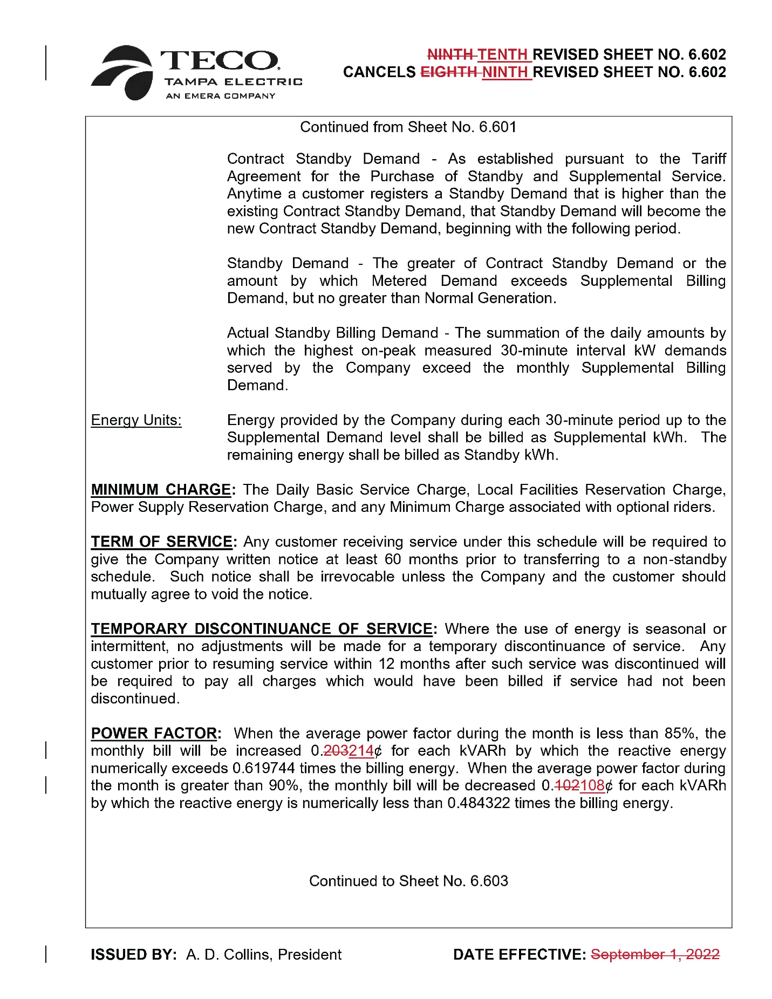 TECO.
TAMPA ELECTRIC
AN EMERA COMPANY
NINTH TENTH REVISED SHEET NO. 6.602
CANCELS EIGHTH NINTH REVISED SHEET NO. 6.602
Continued from Sheet No. 6.601
Contract Standby Demand - As established pursuant to the Tariff
Agreement for the Purchase of Standby and Supplemental Service.
Anytime a customer registers a Standby Demand that is higher than the
existing Contract Standby Demand, that Standby Demand will become the
new Contract Standby Demand, beginning with the following period.
Standby Demand - The greater of Contract Standby Demand or the
amount by which Metered Demand exceeds Supplemental Billing
Demand, but no greater than Normal Generation.
Actual Standby Billing Demand - The summation of the daily amounts by
which the highest on-peak measured 30-minute interval kW demands
served by the Company exceed the monthly Supplemental Billing
Demand.
Energy Units: Energy provided by the Company during each 30-minute period up to the
Supplemental Demand level shall be billed as Supplemental kWh. The
remaining energy shall be billed as Standby kWh.
MINIMUM CHARGE: The Daily Basic Service Charge, Local Facilities Reservation Charge,
Power Supply Reservation Charge, and any Minimum Charge associated with optional riders.
TERM OF SERVICE: Any customer receiving service under this schedule will be required to
give the Company written notice at least 60 months prior to transferring to a non-standby
schedule. Such notice shall be irrevocable unless the Company and the customer should
mutually agree to void the notice.
TEMPORARY DISCONTINUANCE OF SERVICE: Where the use of energy is seasonal or
intermittent, no adjustments will be made for a temporary discontinuance of service. Any
customer prior to resuming service within 12 months after such service was discontinued will
be required to pay all charges which would have been billed if service had not been
discontinued.
POWER FACTOR: When the average power factor during the month is less than 85%, the
monthly bill will be increased 0.203214¢ for each kVARh by which the reactive energy
numerically exceeds 0.619744 times the billing energy. When the average power factor during
the month is greater than 90%, the monthly bill will be decreased 0.102108¢ for each kVARh
by which the reactive energy is numerically less than 0.484322 times the billing energy.
Continued to Sheet No. 6.603
ISSUED BY: A. D. Collins, President DATE EFFECTIVE: September 1, 2022